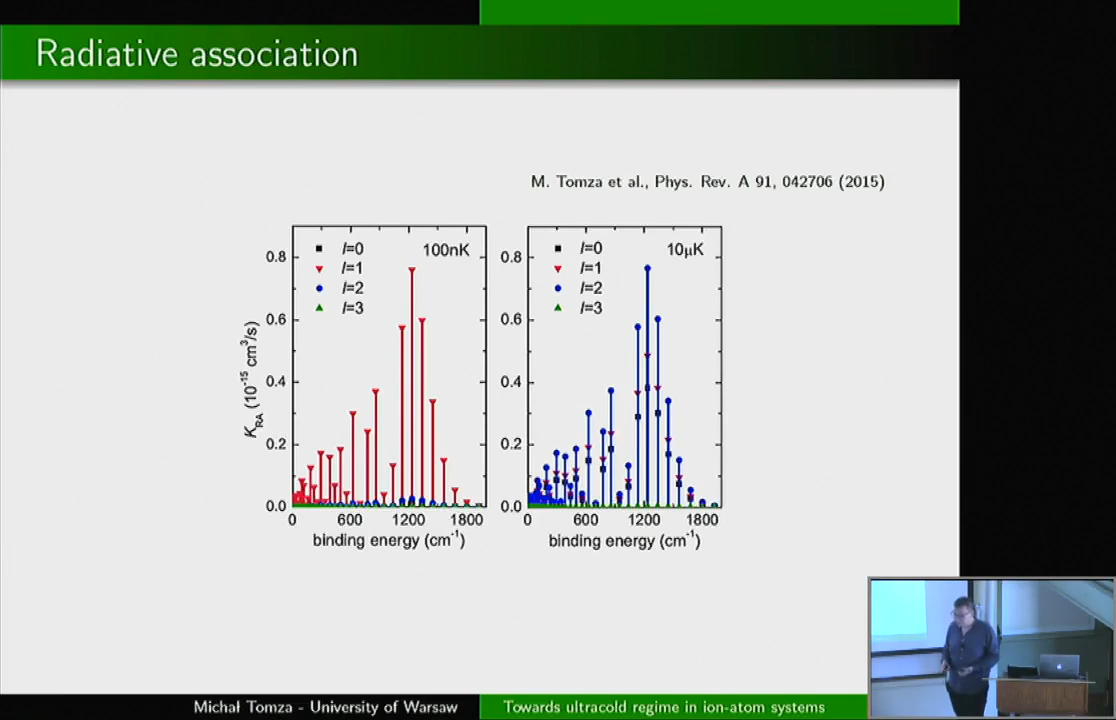 Radiative association
M. Tomza et al., Phys. Rev. A 91, 042706 (2015)
l=0 100nK
l=1
l=2
l=3
0.8
0.6
0.4
0.2
0.0
K_RA (10^-15 cm^3/s)
0 600 1200 1800
binding energy (cm^-1)
l=0 10µK
l=1
l=2
l=3
0.8
0.6
0.4
0.2
0.0
0 600 1200 1800
binding energy (cm^-1)
Michał Tomza - University of Warsaw
Towards ultracold regime in ion-atom systems